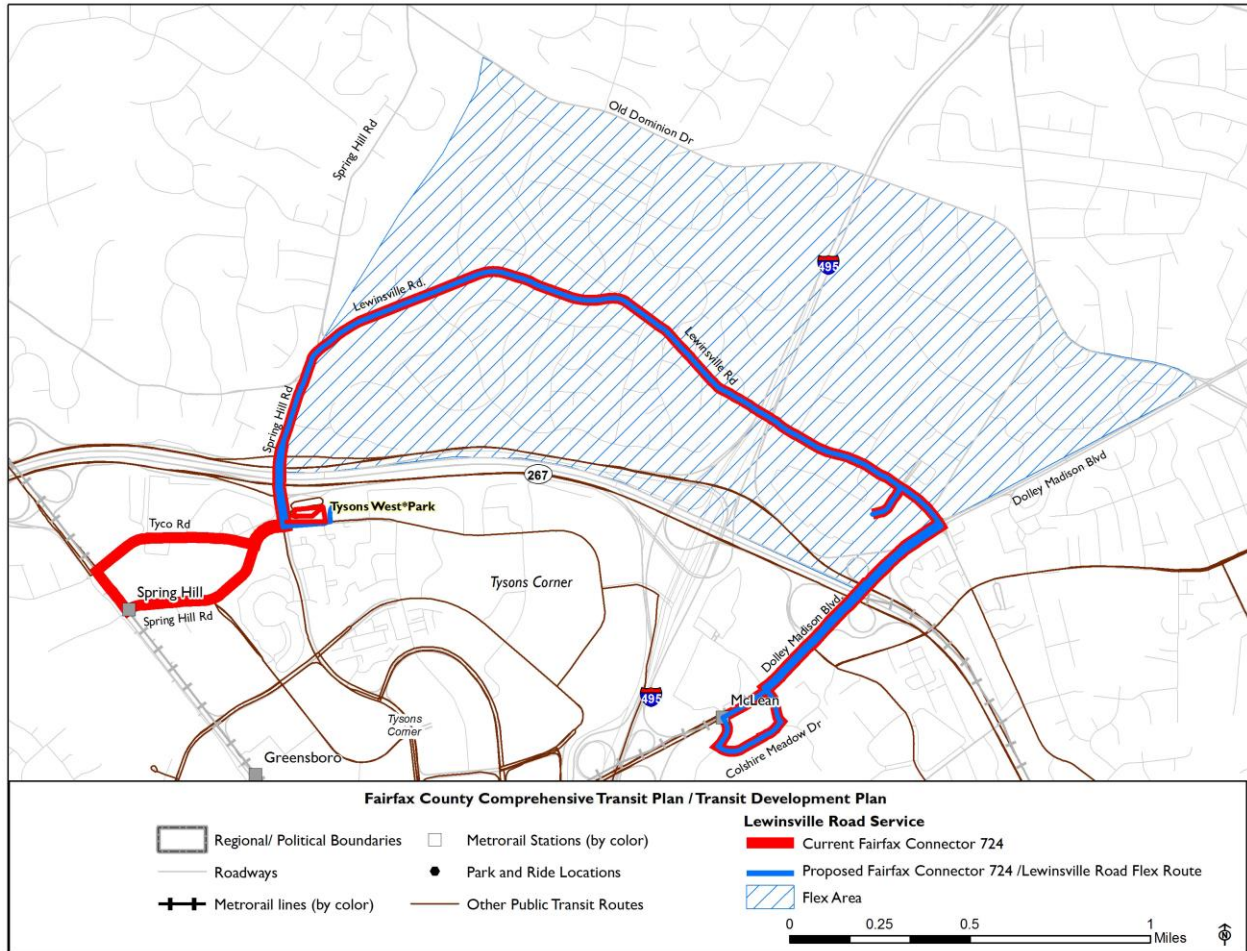 Old Dominion Dr
Spring Hill Rd
495
Lewinsville Rd.
Lewinsville Rd
Spring Hill Rd
267
Dolley Madison Blvd
Tysons West*Park
Tyco Rd
Tysons Corner
Spring Hill
Spring Hill Rd
Dolley Madison Blvd
495
McLean
Tysons
Corner
Colshire Meadow Dr
Greensboro
Fairfax County Comprehensive Transit Plan / Transit Development Plan
Regional/ Political Boundaries
Roadways
Metrorail lines (by color)
Metrorail Stations (by color)
Park and Ride Locations
Other Public Transit Routes
Lewinsville Road Service
Current Fairfax Connector 724
Proposed Fairfax Connector 724 /Lewinsville Road Flex Route
Flex Area
0 0.25 0.5 1
Miles
N